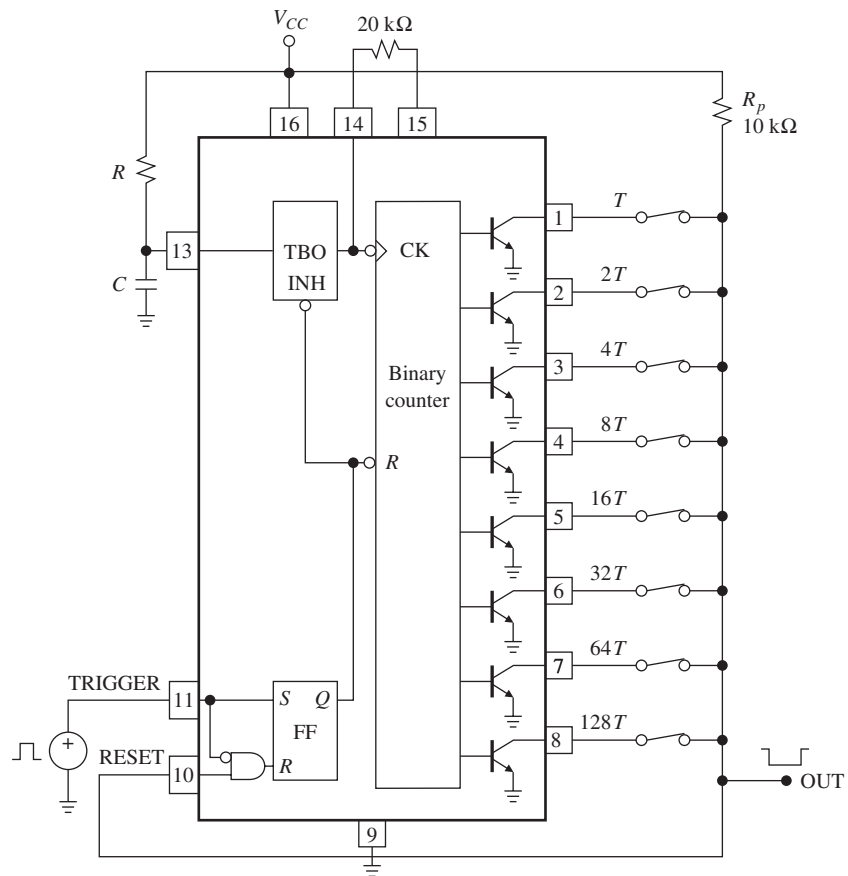 V_CC
20 kΩ
16
14
15
R_p
10 kΩ
R
13
C
TBO
INH
CK
Binary
counter
R
1
T
2
2T
3
4T
4
8T
5
16T
6
32T
7
64T
8
128T
TRIGGER
11
S
Q
FF
R
RESET
10
+
9
OUT